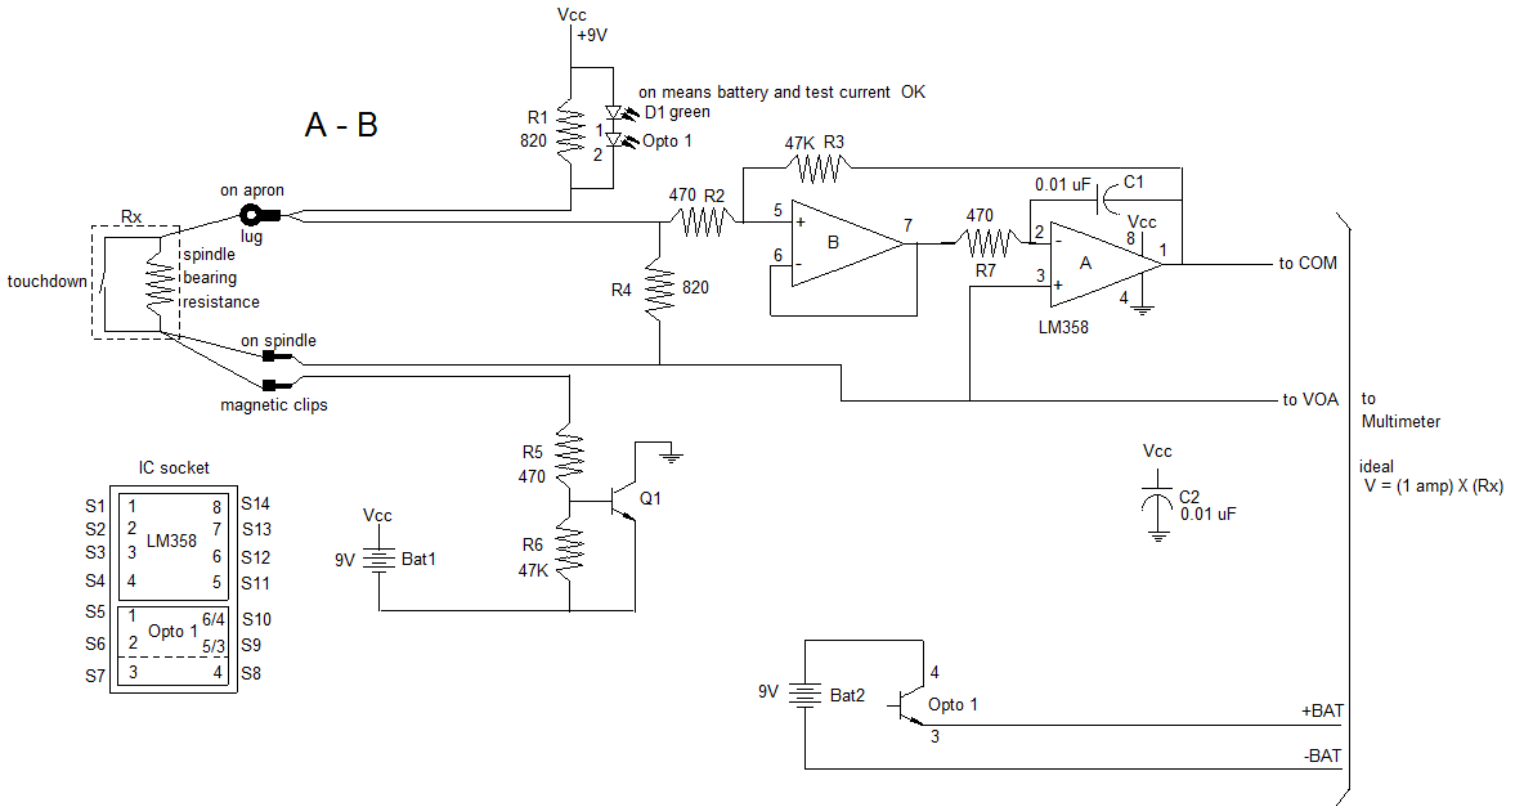 Vcc
+9V
on means battery and test current OK
D1 green
R1
820
1
2
Opto 1
A - B
47K R3
on apron
lug
470 R2
0.01 uF
C1
Rx
touchdown
spindle
bearing
resistance
5
+
6
-
B
7
470
R7
2
-
3
+
A
Vcc
8
1
4
LM358
to COM
R4
820
on spindle
magnetic clips
to VOA
to
Multimeter
ideal
V = (1 amp) X (Rx)
R5
470
Q1
R6
47K
Vcc
9V
Bat1
Vcc
C2
0.01 uF
IC socket
S1 1 8 S14
S2 2 LM358 7 S13
S3 3 6 S12
S4 4 5 S11
S5 1 6/4 S10
S6 2 Opto 1 5/3 S9
S7 3 4 S8
9V
Bat2
4
Opto 1
3
+BAT
-BAT